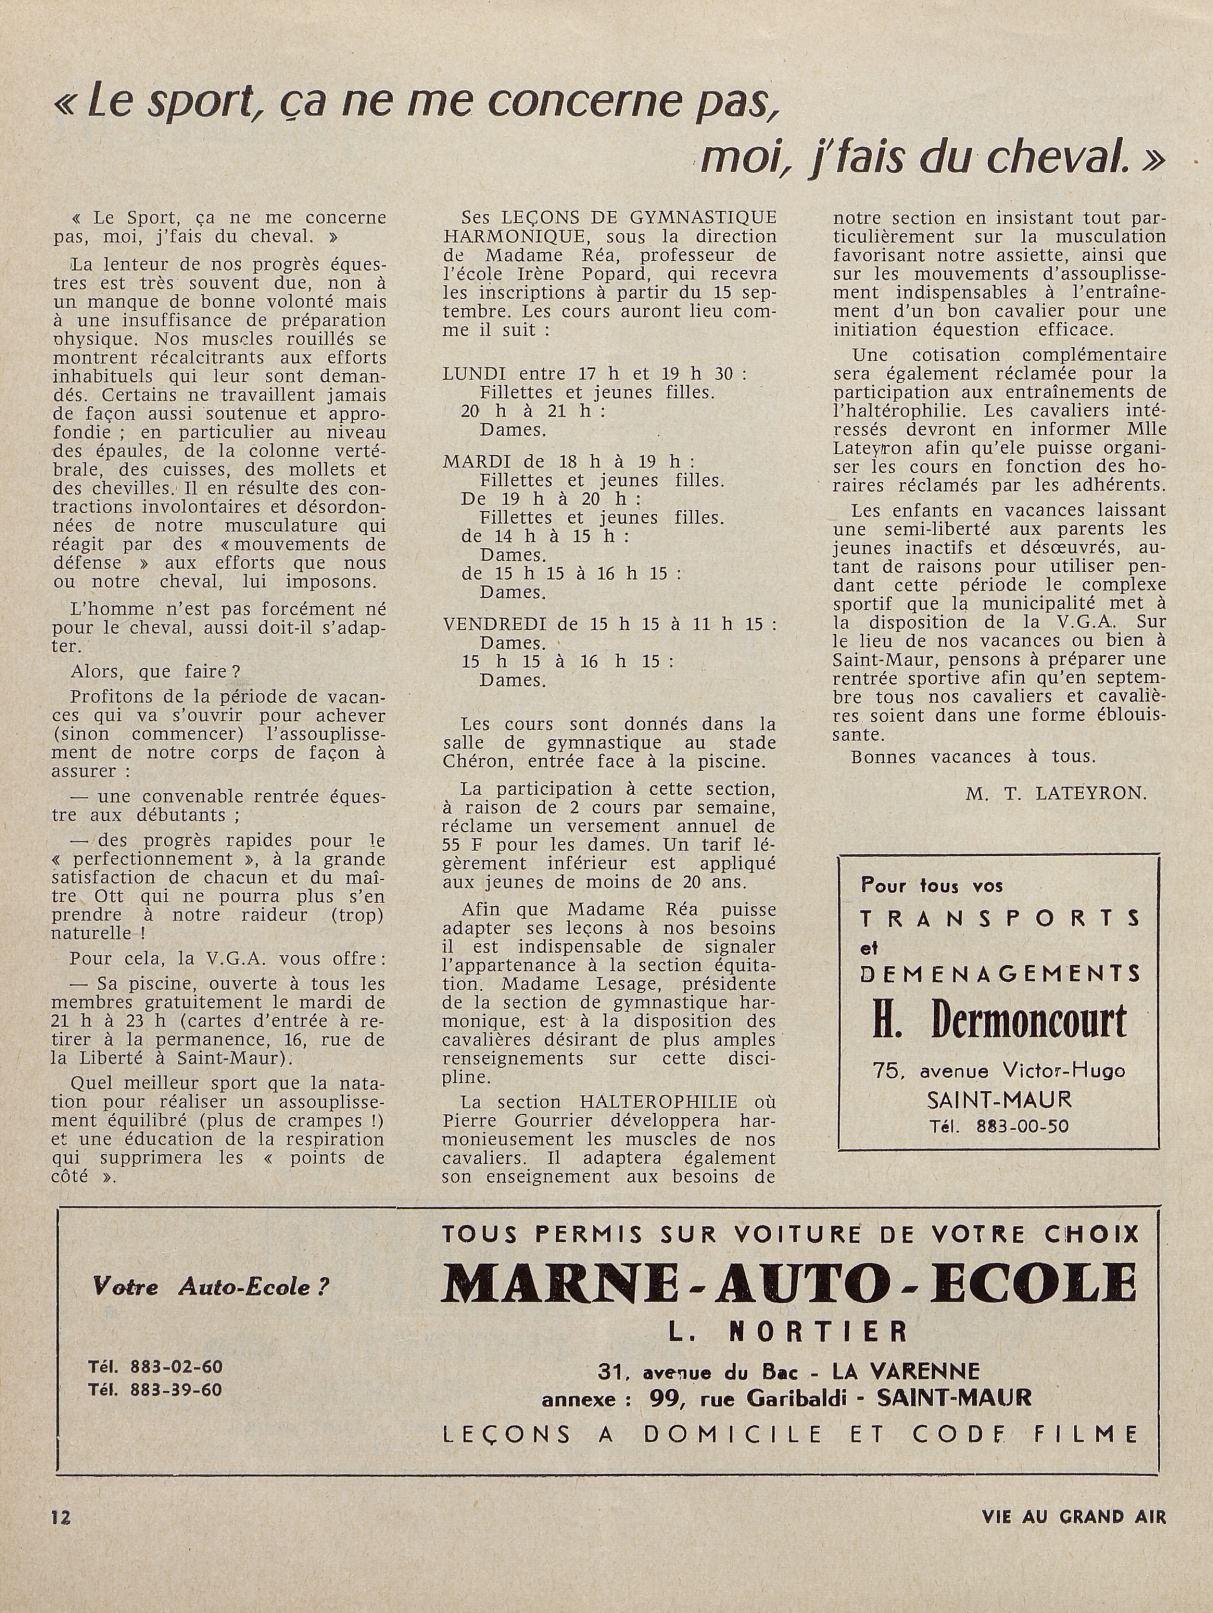 « Le sport, ça ne me concerne pas,
moi, j'fais du cheval. »
« Le Sport, ça ne me concerne
pas, moi, j'fais du cheval. »
La lenteur de nos progrès éques-
tres est très souvent due, non à
un manque de bonne volonté mais
à une insuffisance de préparation
physique. Nos muscles rouillés se
montrent récalcitrants aux efforts
inhabituels qui leur sont deman-
dés. Certains ne travaillent jamais
de façon aussi soutenue et appro-
fondie ; en particulier au niveau
des épaules, de la colonne verté-
brale, des cuisses, des mollets et
des chevilles. Il en résulte des con-
tractions involontaires et désordon-
nées de notre musculature qui
réagit par des « mouvements de
défense » aux efforts que nous
ou notre cheval, lui imposons.
L'homme n'est pas forcément né
pour le cheval, aussi doit-il s'adap-
ter.
Alors, que faire ?
Profitons de la période de vacan-
ces qui va s'ouvrir pour achever
(sinon commencer) l'assouplisse-
ment de notre corps de façon à
assurer :
— une convenable rentrée éques-
tre aux débutants ;
— des progrès rapides pour le
« perfectionnement », à la grande
satisfaction de chacun et du maî-
tre Ott qui ne pourra plus s'en
prendre à notre raideur (trop)
naturelle !
Pour cela, la V.G.A. vous offre :
— Sa piscine, ouverte à tous les
membres gratuitement le mardi de
21 h à 23 h (cartes d'entrée à re-
tirer à la permanence, 16, rue de
la Liberté à Saint-Maur).
Quel meilleur sport que la nata-
tion pour réaliser un assouplisse-
ment équilibré (plus de crampes !)
et une éducation de la respiration
qui supprimera les « points de
côté ».
Ses LEÇONS DE GYMNASTIQUE
HARMONIQUE, sous la direction
de Madame Réa, professeur de
l'école Irène Popard, qui recevra
les inscriptions à partir du 15 sep-
tembre. Les cours auront lieu com-
me il suit :
LUNDI entre 17 h et 19 h 30 :
Fillettes et jeunes filles.
20 h à 21 h :
Dames.
MARDI de 18 h à 19 h :
Fillettes et jeunes filles.
De 19 h à 20 h :
Fillettes et jeunes filles.
de 14 h à 15 h :
Dames.
de 15 h 15 à 16 h 15 :
Dames.
VENDREDI de 15 h 15 à 11 h 15 :
Dames.
15 h 15 à 16 h 15 :
Dames.
Les cours sont donnés dans la
salle de gymnastique au stade
Chéron, entrée face à la piscine.
La participation à cette section,
à raison de 2 cours par semaine,
réclame un versement annuel de
55 F pour les dames. Un tarif lé-
gèrement inférieur est appliqué
aux jeunes de moins de 20 ans.
Afin que Madame Réa puisse
adapter ses leçons à nos besoins
il est indispensable de signaler
l'appartenance à la section équita-
tion. Madame Lesage, présidente
de la section de gymnastique har-
monique, est à la disposition des
cavalières désirant de plus amples
renseignements sur cette disci-
pline.
La section HALTEROPHILIE où
Pierre Gourrier développera har-
monieusement les muscles de nos
cavaliers. Il adaptera également
son enseignement aux besoins de
notre section en insistant tout par-
ticulièrement sur la musculation
favorisant notre assiette, ainsi que
sur les mouvements d'assouplisse-
ment indispensables à l'entraîne-
ment d'un bon cavalier pour une
initiation équestion efficace.
Une cotisation complémentaire
sera également réclamée pour la
participation aux entraînements de
l'haltérophilie. Les cavaliers inté-
ressés devront en informer Mlle
Lateyron afin qu'ele puisse organi-
ser les cours en fonction des ho-
raires réclamés par les adhérents.
Les enfants en vacances laissant
une semi-liberté aux parents les
jeunes inactifs et désœuvrés, au-
tant de raisons pour utiliser pen-
dant cette période le complexe
sportif que la municipalité met à
la disposition de la V.G.A. Sur
le lieu de nos vacances ou bien à
Saint-Maur, pensons à préparer une
rentrée sportive afin qu'en septem-
bre tous nos cavaliers et cavaliè-
res soient dans une forme éblouis-
sante.
Bonnes vacances à tous.
M. T. LATEYRON.
Pour tous vos
TRANSPORTS
et
DEMENAGEMENTS
H. Dermoncourt
75, avenue Victor-Hugo
SAINT-MAUR
Tél. 883-00-50
Votre Auto-Ecole ?
Tél. 883-02-60
Tél. 883-39-60
TOUS PERMIS SUR VOITURE DE VOTRE CHOIX
MARNE - AUTO - ECOLE
L. NORTIER
31, avenue du Bac - LA VARENNE
annexe : 99, rue Garibaldi - SAINT-MAUR
LEÇONS A DOMICILE ET CODE FILME
12
VIE AU GRAND AIR